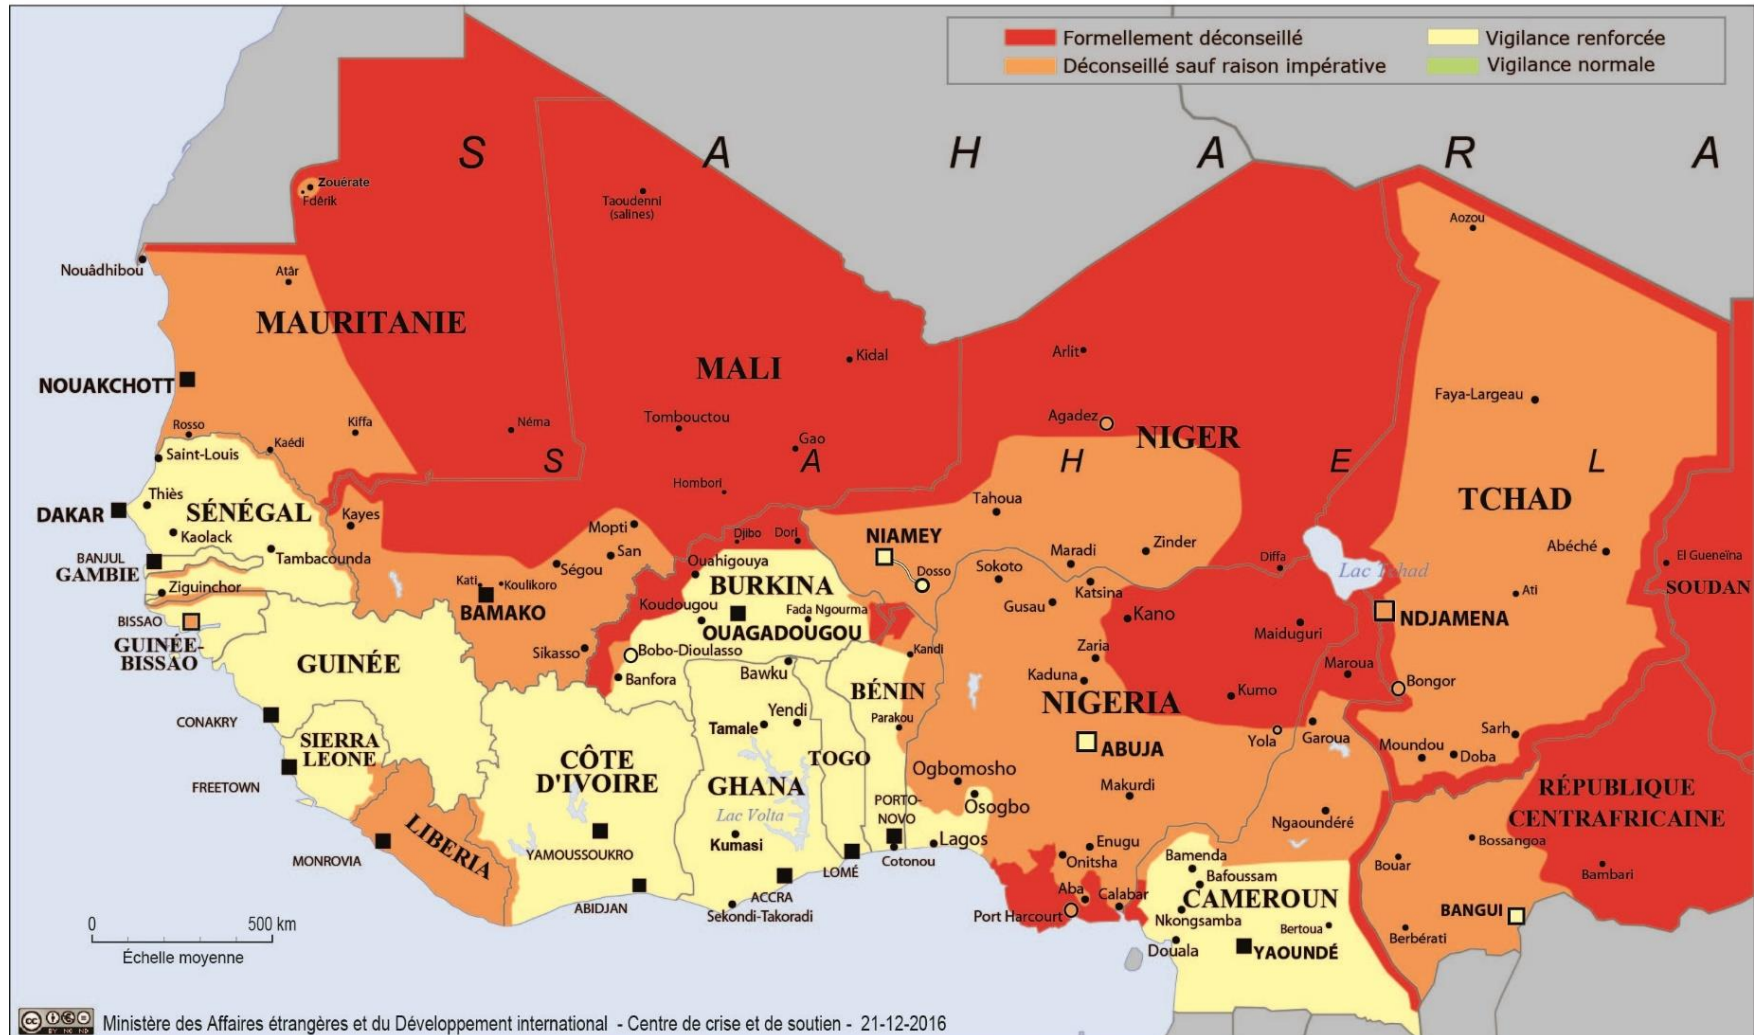 Formellement déconseillé
Déconseillé sauf raison impérative
Vigilance renforcée
Vigilance normale
S A H A R A
Zouérate
Fdêrik
Taoudenni
(salines)
Aozou
Nouâdhibou
Atâr
MAURITANIE
MALI
Kidal
Arlit
NOUAKCHOTT
Faya-Largeau
Rosso
Kaédi
Kiffa
Néma
Tombouctou
Gao
Agadez
NIGER
S A H E L
Saint-Louis
Hombori
Tahoua
TCHAD
Thiès
DAKAR
SÉNÉGAL
Kaolack
Kayes
Mopti
Djibo
Dori
NIAMEY
Maradi
Zinder
Diffa
Lac Tchad
Abéché
El Gueneïna
SOUDAN
BANJUL
GAMBIE
Tambacounda
San
Ségou
Ouahigouya
BURKINA
Dosso
Sokoto
Katsina
Ati
Ziguinchor
Kati
Koulikoro
BAMAKO
Koudougou
Fada Ngourma
Gusau
Kano
Maiduguri
NDJAMENA
BISSAO
GUINÉE-
BISSAO
OUAGADOUGOU
Sikasso
Bobo-Dioulasso
Kandi
Zaria
Maroua
GUINÉE
Banfora
Bawku
BÉNIN
Kaduna
Kumo
Bongor
NIGERIA
CONAKRY
Tamale
Yendi
Parakou
ABUJA
Yola
Garoua
Moundou
Doba
Sarh
SIERRA
LEONE
CÔTE
D'IVOIRE
TOGO
GHANA
Ogbomosho
Osogbo
Makurdi
FREETOWN
RÉPUBLIQUE
CENTRAFRICAINE
Lac Volta
PORTO-
NOVO
Ngaoundéré
LIBERIA
MONROVIA
YAMOUSSOUKRO
Kumasi
LOMÉ
Cotonou
Lagos
Enugu
Onitsha
Bamenda
Bafoussam
Bouar
Bossangoa
Bambari
ABIDJAN
ACCRA
Sekondi-Takoradi
Aba
Calabar
Port Harcourt
CAMEROUN
Nkongsamba
Bertoua
Douala
YAOUNDÉ
Berbérati
BANGUI
0 500 km
Échelle moyenne
cc BY NC ND
Ministère des Affaires étrangères et du Développement international - Centre de crise et de soutien - 21-12-2016